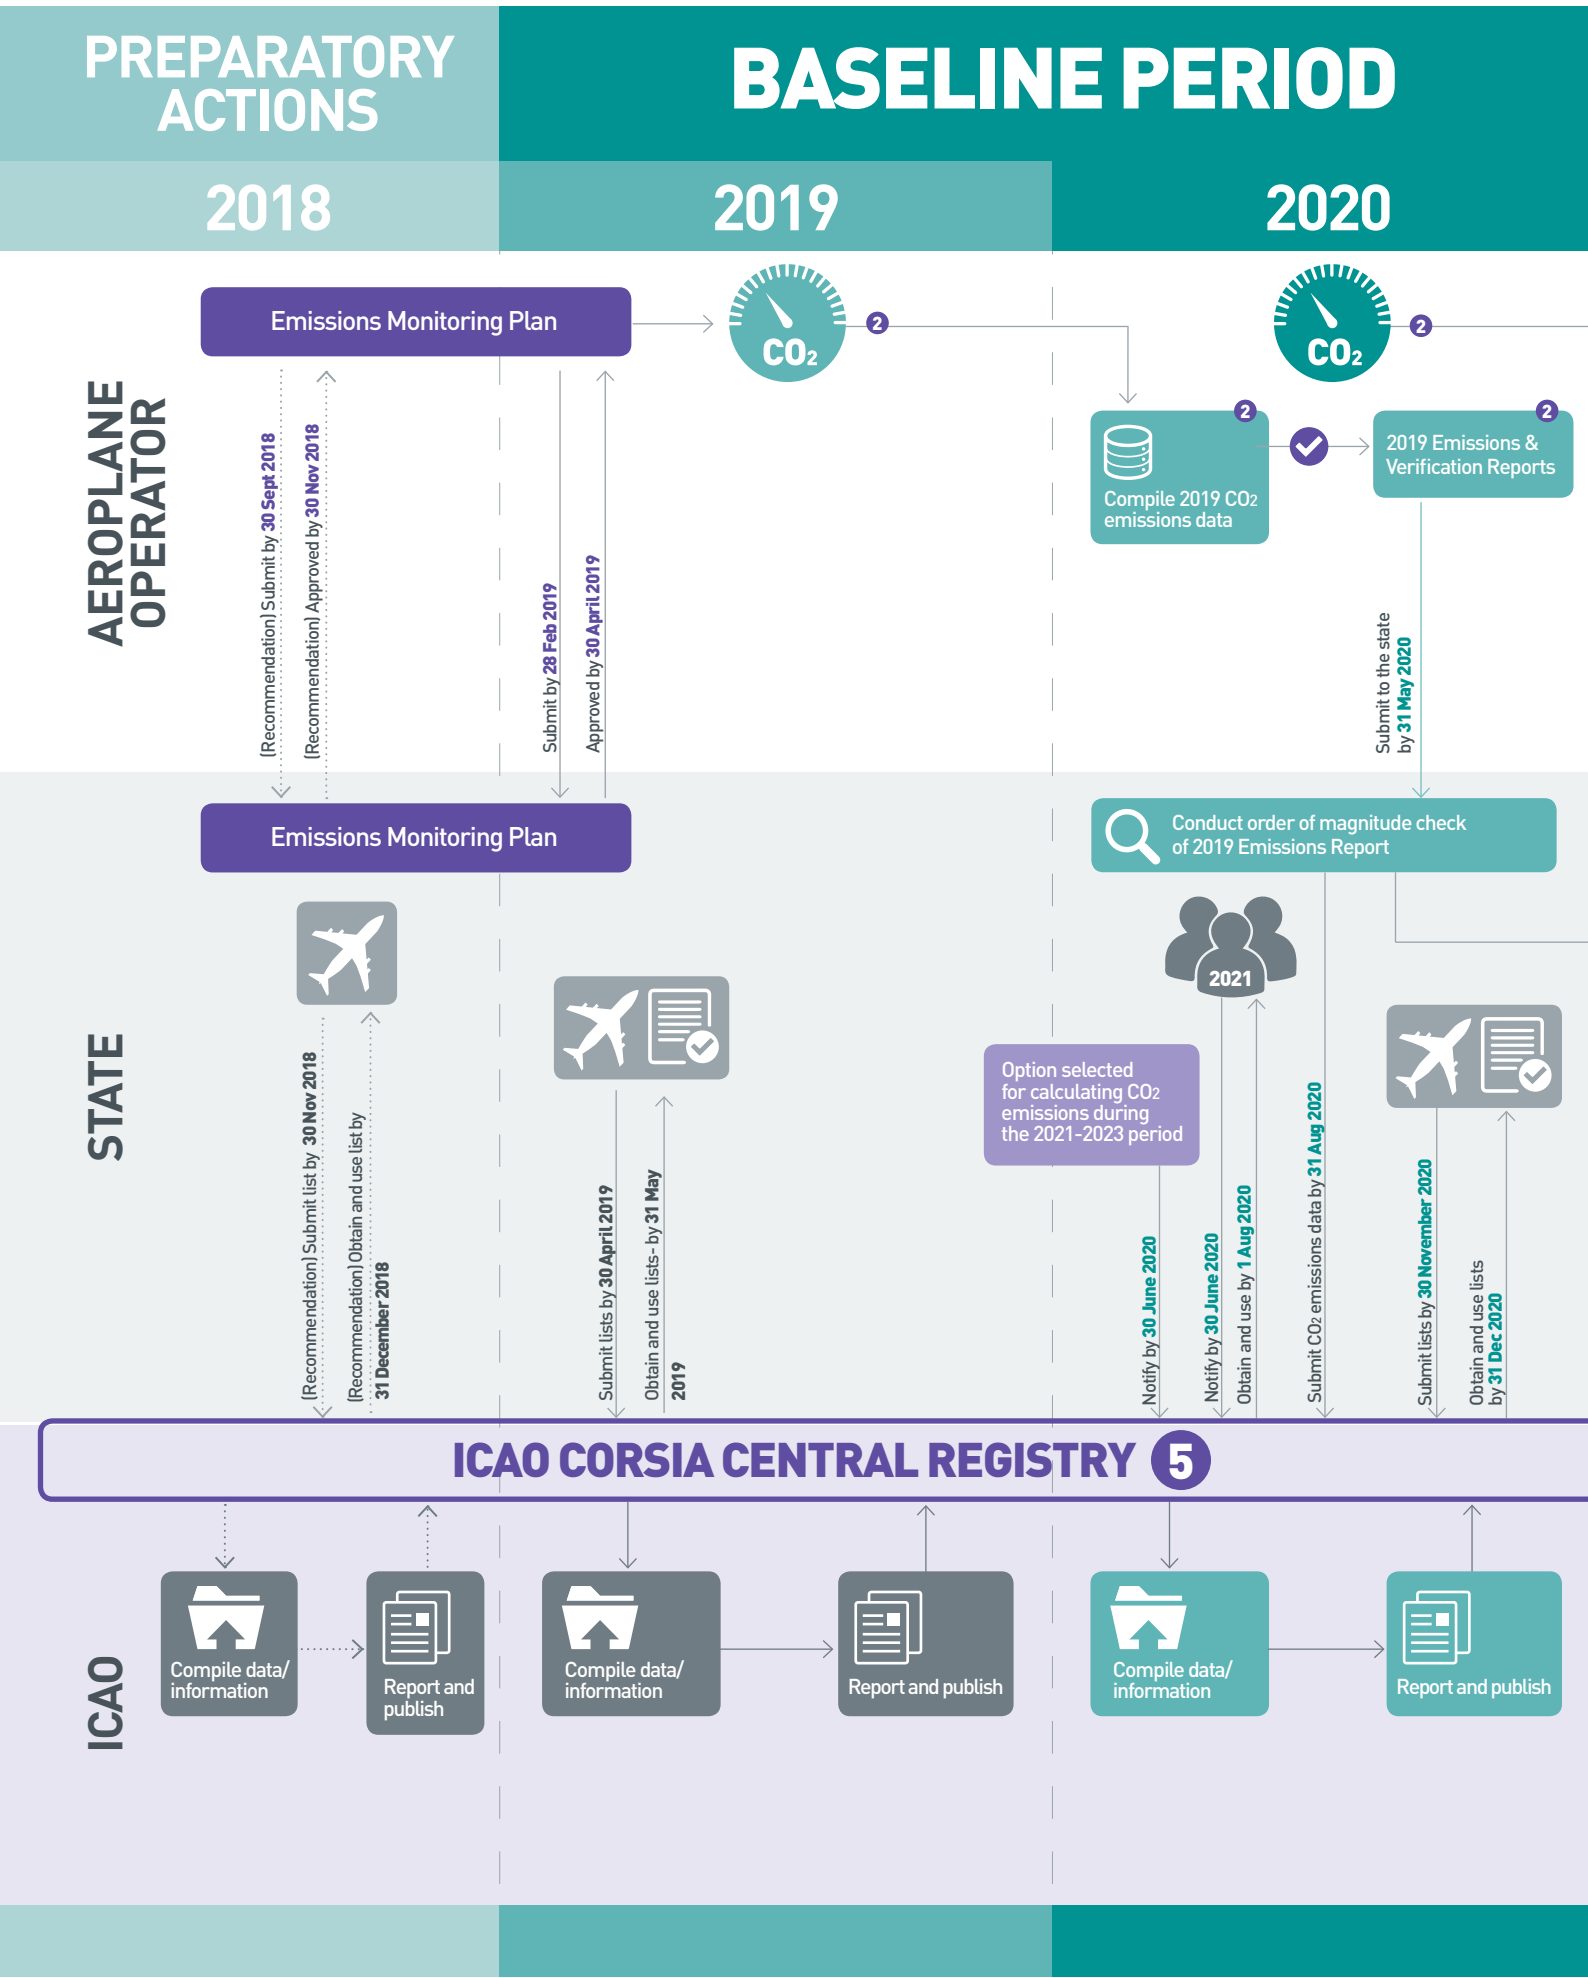 PREPARATORY
ACTIONS
BASELINE PERIOD
2018
2019
2020
AEROPLANE
OPERATOR
Emissions Monitoring Plan
CO2
2
CO2
2
(Recommendation) Submit by 30 Sept 2018
(Recommendation) Approved by 30 Nov 2018
Submit by 28 Feb 2019
Approved by 30 April 2019
2
Compile 2019 CO2
emissions data
2
2019 Emissions &
Verification Reports
Submit to the state
by 31 May 2020
STATE
Emissions Monitoring Plan
Conduct order of magnitude check
of 2019 Emissions Report
2021
Option selected
for calculating CO2
emissions during
the 2021-2023 period
(Recommendation) Submit list by 30 Nov 2018
(Recommendation) Obtain and use list by
31 December 2018
Submit lists by 30 April 2019
Obtain and use lists- by 31 May
2019
Notify by 30 June 2020
Notify by 30 June 2020
Obtain and use by 1 Aug 2020
Submit CO2 emissions data by 31 Aug 2020
Submit lists by 30 November 2020
Obtain and use lists
by 31 Dec 2020
ICAO CORSIA CENTRAL REGISTRY 5
ICAO
Compile data/
information
Report and
publish
Compile data/
information
Report and publish
Compile data/
information
Report and publish